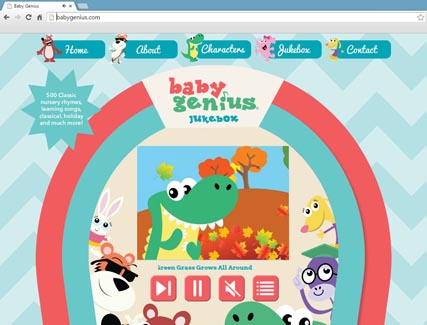 Baby Genius
babygenius.com
Home About Characters Jukebox Contact
500 Classic
nursery rhymes,
learning songs,
classical, holiday
and much more!
baby
genius
jukebox
Green Grass Grows All Around